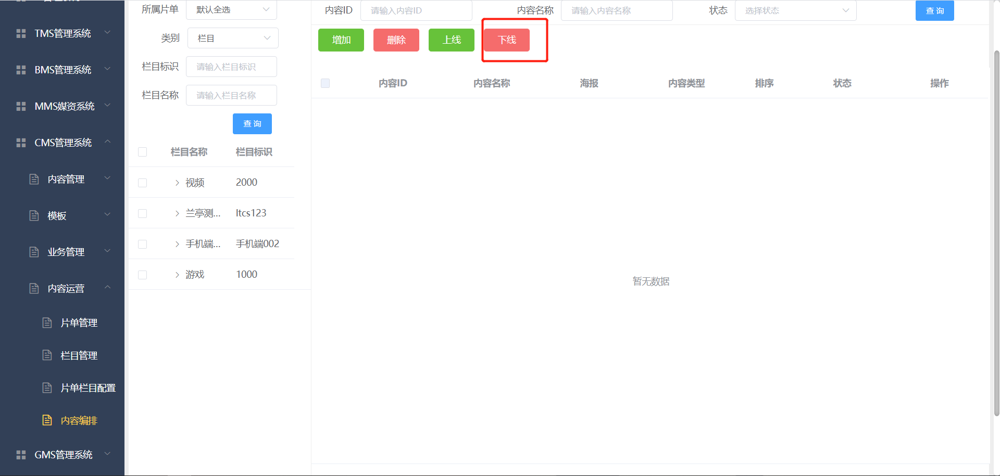 TMS管理系统
BMS管理系统
MMS媒资系统
CMS管理系统
内容管理
模板
业务管理
内容运营
片单管理
栏目管理
片单栏目配置
内容编排
GMS管理系统
所属片单 默认全选
类别 栏目
栏目标识 请输入栏目标识
栏目名称 请输入栏目名称
查 询
栏目名称 栏目标识
视频 2000
兰亭测... ltcs123
手机端... 手机端002
游戏 1000
内容ID 请输入内容ID 内容名称 请输入内容名称 状态 选择状态 查 询
增加 删除 上线 下线
内容ID 内容名称 海报 内容类型 排序 状态 操作
暂无数据